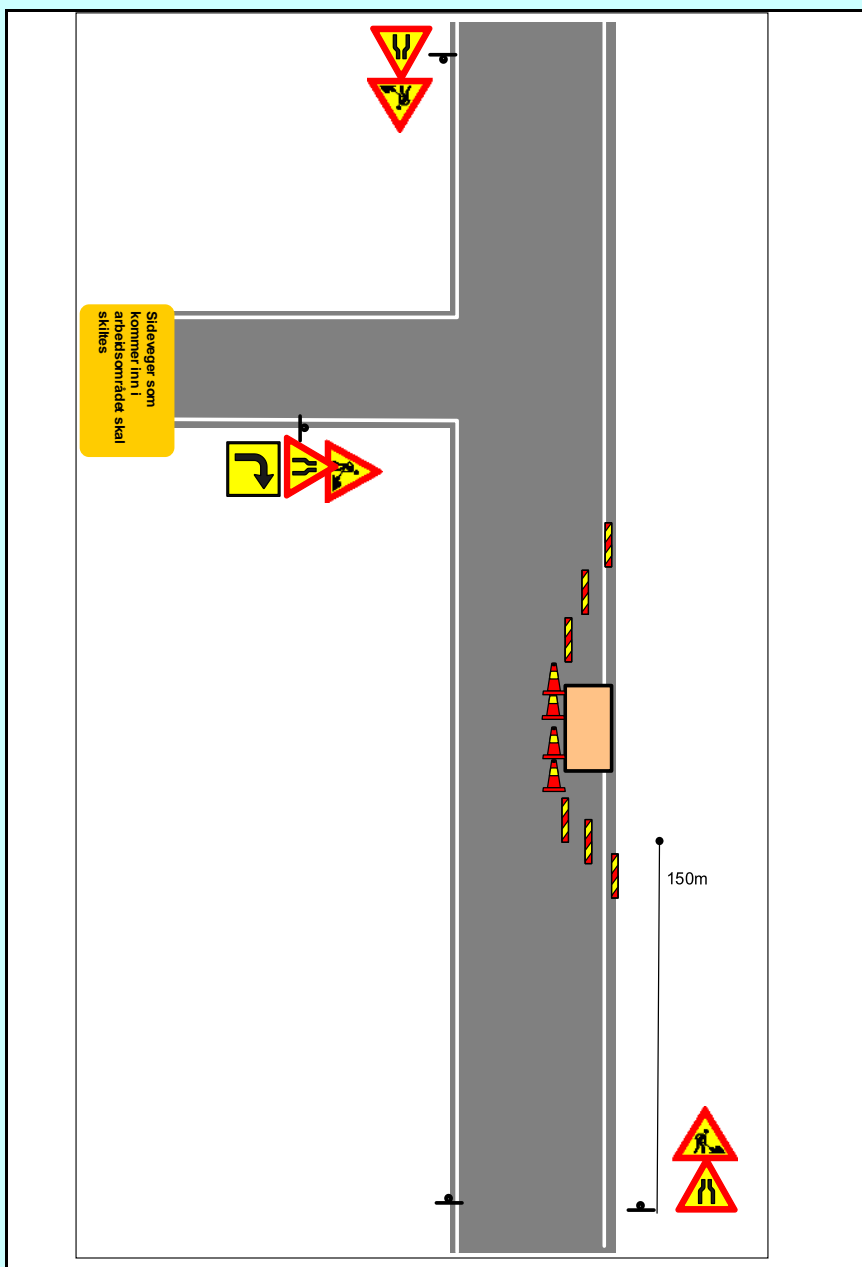 Sideveger som
kommer inn i
arbeidsområdet skal
skiltes
150m